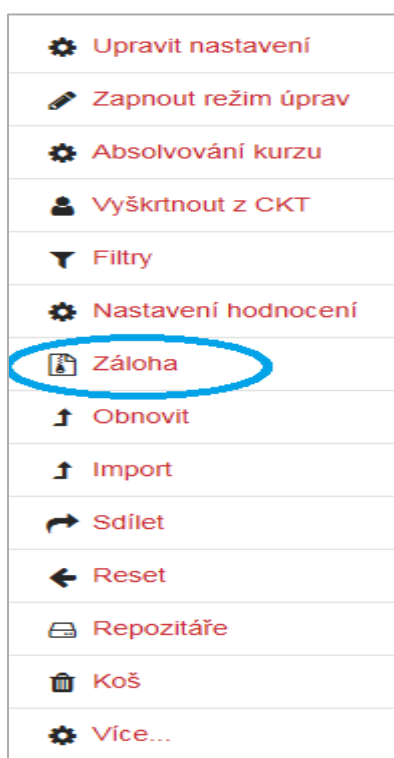 Upravit nastavení
Zapnout režim úprav
Absolvování kurzu
Vyškrtnout z CKT
Filtry
Nastavení hodnocení
Záloha
Obnovit
Import
Sdílet
Reset
Repozitáře
Koš
Více...